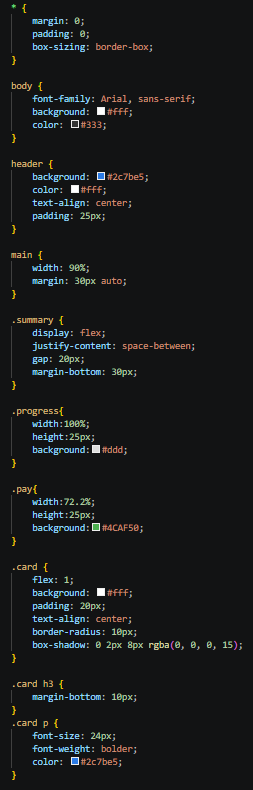 * {
    margin: 0;
    padding: 0;
    box-sizing: border-box;
}

body {
    font-family: Arial, sans-serif;
    background: #fff;
    color: #333;
}

header {
    background: #2c7be5;
    color: #fff;
    text-align: center;
    padding: 25px;
}

main {
    width: 90%;
    margin: 30px auto;
}

.summary {
    display: flex;
    justify-content: space-between;
    gap: 20px;
    margin-bottom: 30px;
}

.progress{
    width:100%;
    height:25px;
    background:#ddd;
}

.pay{
    width:72.2%;
    height:25px;
    background:#4CAF50;
}

.card {
    flex: 1;
    background: #fff;
    padding: 20px;
    text-align: center;
    border-radius: 10px;
    box-shadow: 0 2px 8px rgba(0, 0, 0, 15);
}

.card h3 {
    margin-bottom: 10px;
}
.card p {
    font-size: 24px;
    font-weight: bolder;
    color: #2c7be5;
}